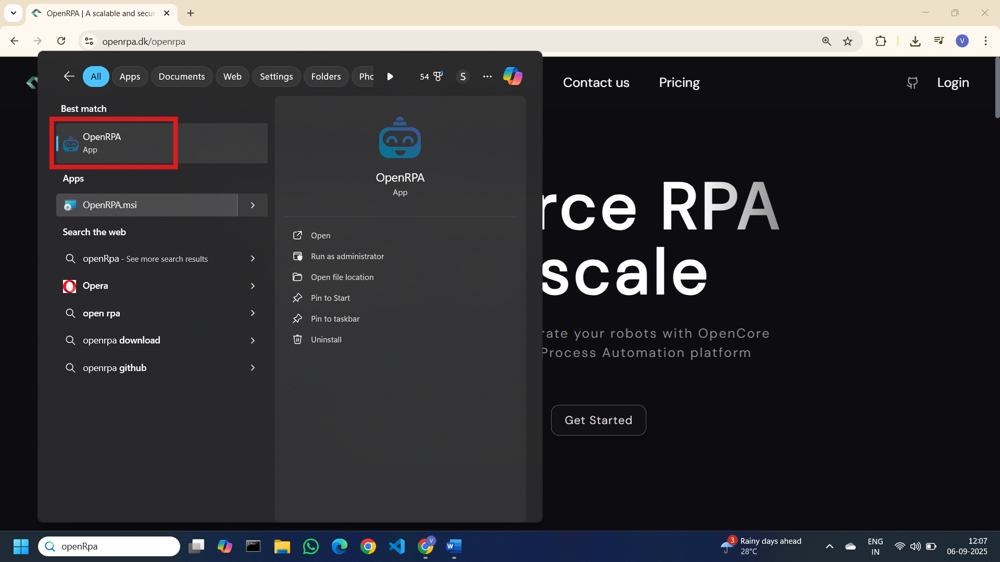 OpenRPA | A scalable and secur
openrpa.dk/openrpa
V
All
Apps
Documents
Web
Settings
Folders
Pho
54
S
Contact us
Pricing
Login
Best match
OpenRPA
App
Apps
OpenRPA.msi
Search the web
openRpa - See more search results
Opera
open rpa
openrpa download
openrpa github
OpenRPA
App
Open
Run as administrator
Open file location
Pin to Start
Pin to taskbar
Uninstall
rce RPA
scale
rate your robots with OpenCore
Process Automation platform
Get Started
openRpa
V
W
3
Rainy days ahead
28°C
ENG
IN
12:07
06-09-2025